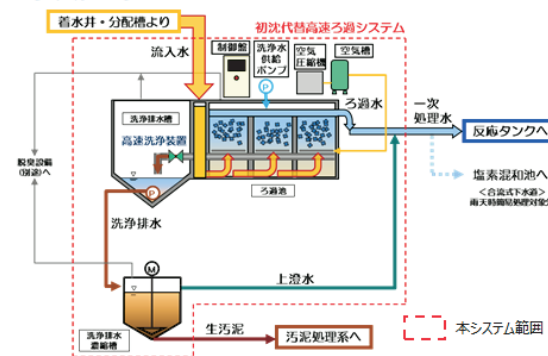 着水井・分配槽より
初沈代替高速ろ過システム
流入水
制御盤
洗浄水
供給
ポンプ
空気
圧縮機
空気槽
P
ろ過水
一次
処理水
反応タンクへ
洗浄排水槽
高速洗浄装置
脱臭設備
(別途)へ
P
ろ過池
塩素混和池へ
＜合流式下水道＞
雨天時簡易処理対象
洗浄排水
M
上澄水
洗浄排水
濃縮槽
生汚泥
汚泥処理系へ
本システム範囲